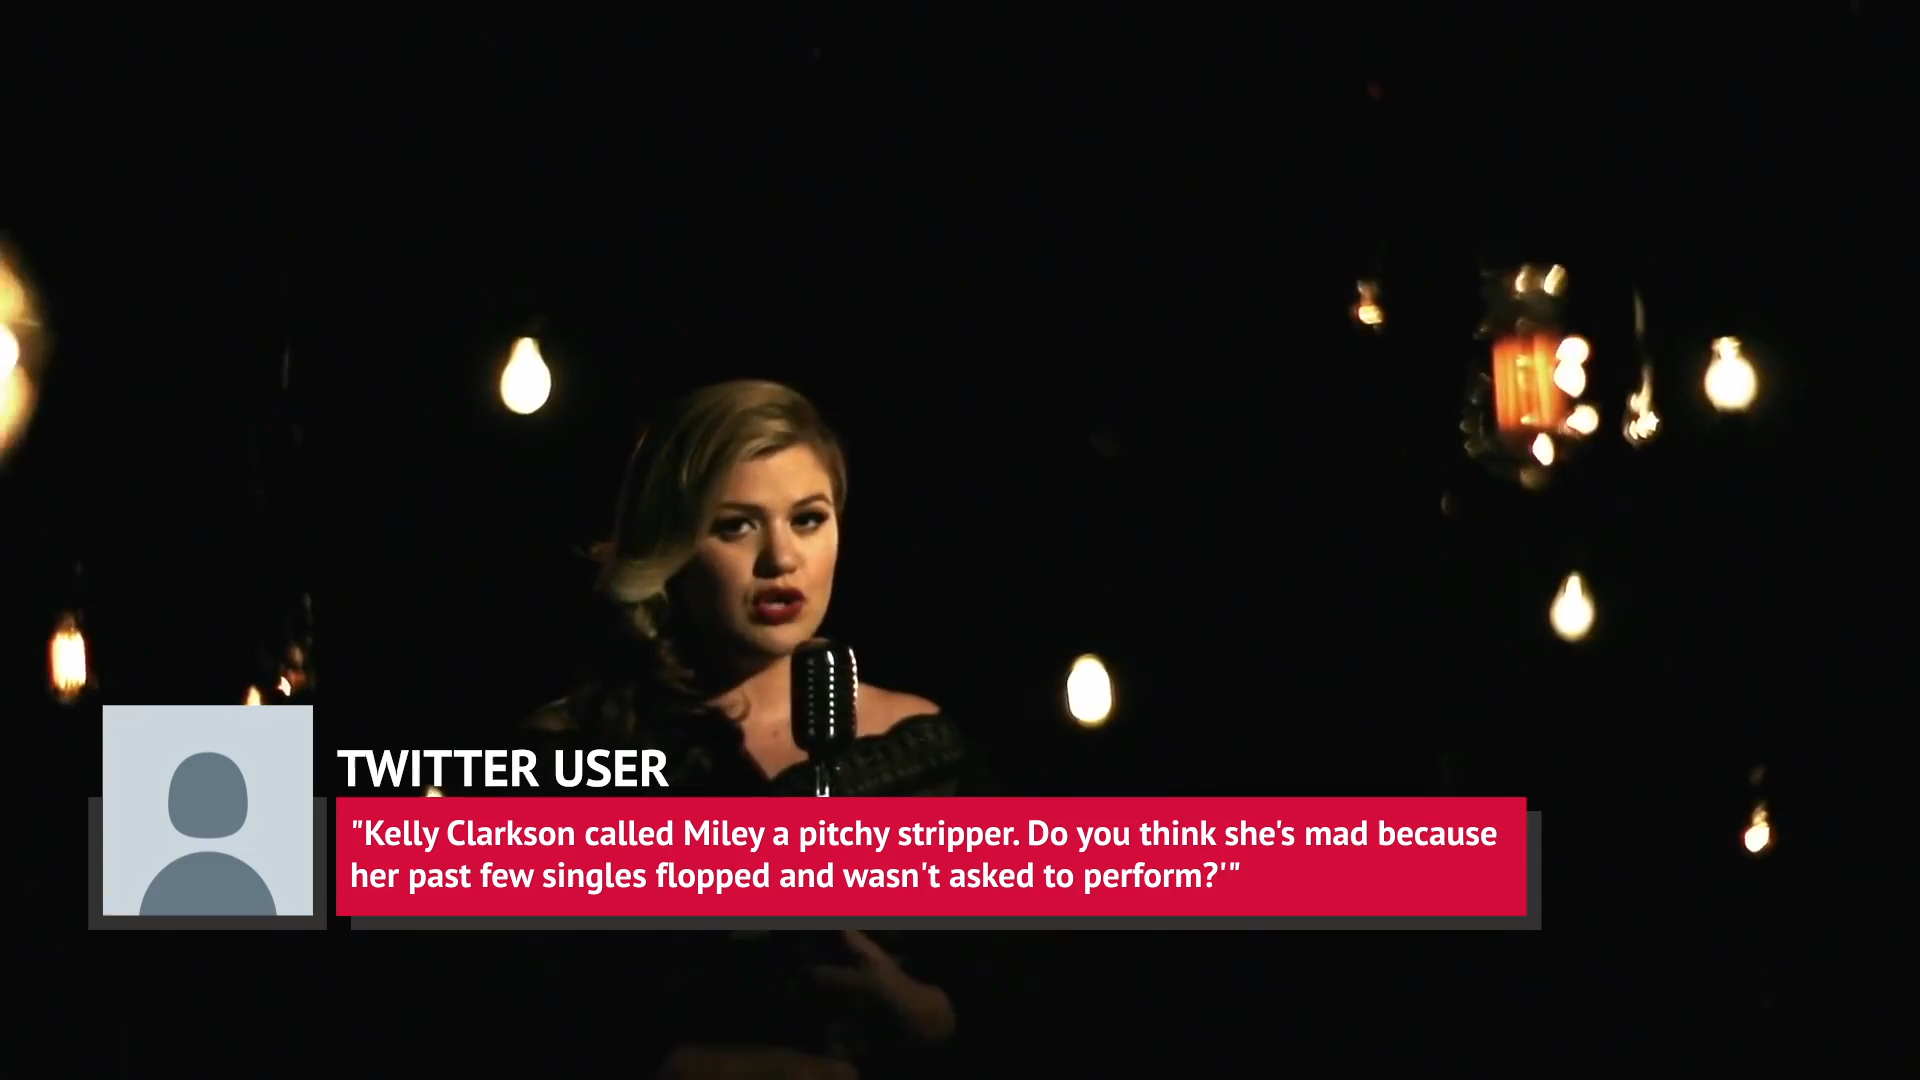 TWITTER USER
"Kelly Clarkson called Miley a pitchy stripper. Do you think she's mad because
her past few singles flopped and wasn't asked to perform?'"